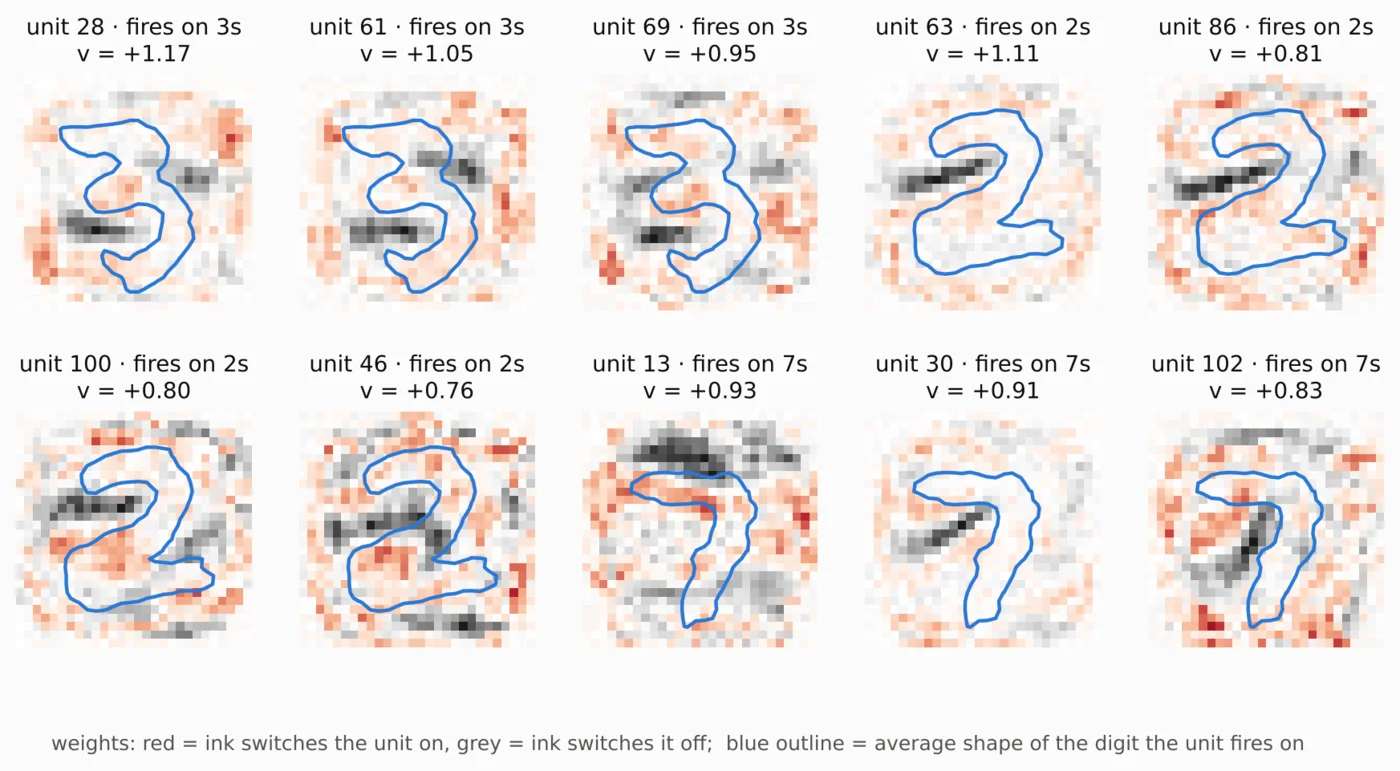 unit 28 · fires on 3s
v = +1.17
unit 61 · fires on 3s
v = +1.05
unit 69 · fires on 3s
v = +0.95
unit 63 · fires on 2s
v = +1.11
unit 86 · fires on 2s
v = +0.81
unit 100 · fires on 2s
v = +0.80
unit 46 · fires on 2s
v = +0.76
unit 13 · fires on 7s
v = +0.93
unit 30 · fires on 7s
v = +0.91
unit 102 · fires on 7s
v = +0.83
weights: red = ink switches the unit on, grey = ink switches it off;  blue outline = average shape of the digit the unit fires on